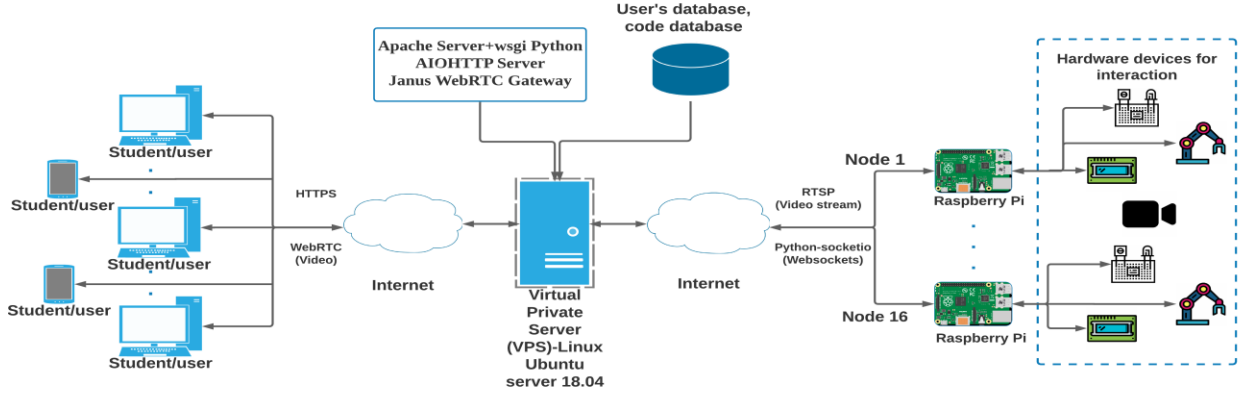 User's database,
code database
Apache Server+wsgi Python
AIOHTTP Server
Janus WebRTC Gateway
Hardware devices for
interaction
Student/user
Student/user
Student/user
Student/user
Student/user
HTTPS
WebRTC
(Video)
Internet
Virtual
Private
Server
(VPS)-Linux
Ubuntu
server 18.04
Internet
RTSP
(Video stream)
Python-socketio
(Websockets)
Node 1
Raspberry Pi
Node 16
Raspberry Pi